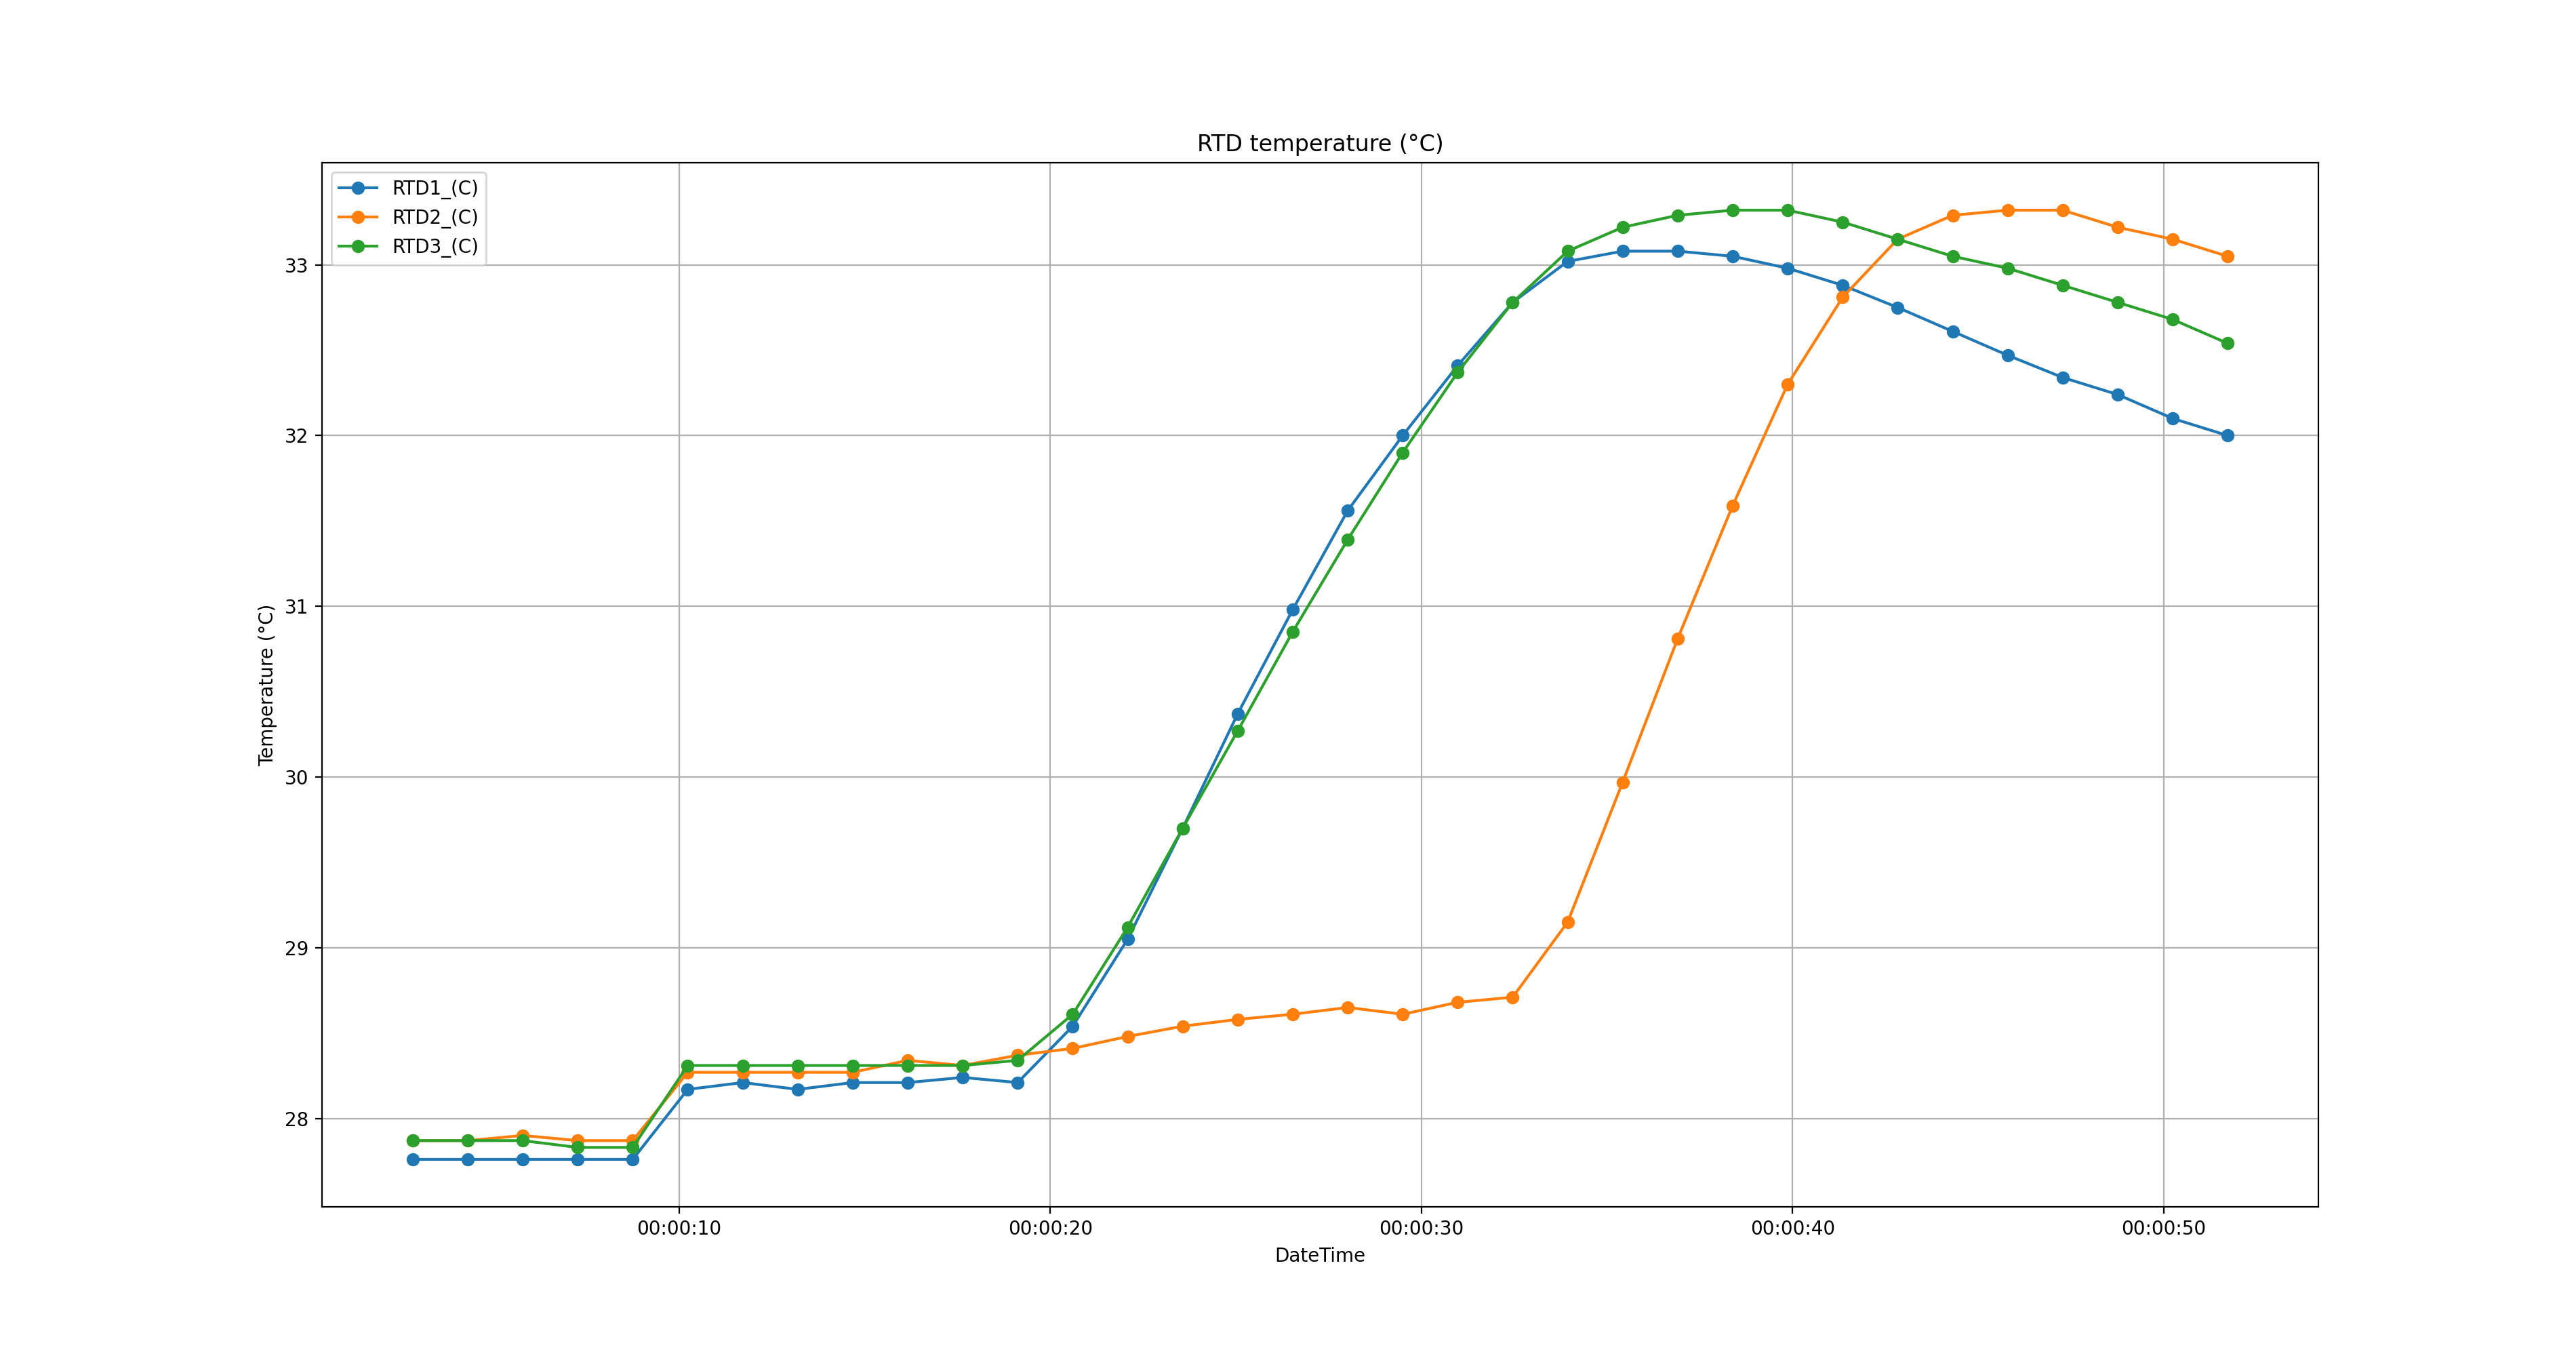 RTD temperature (°C)
RTD1_(C)
RTD2_(C)
RTD3_(C)
33
32
31
30
29
28
Temperature (°C)
00:00:10
00:00:20
00:00:30
00:00:40
00:00:50
DateTime